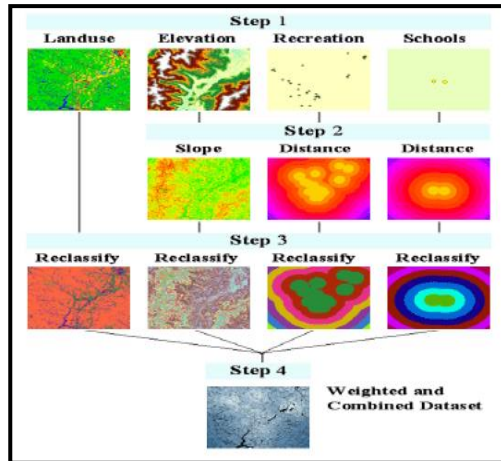 Step 1
Landuse Elevation Recreation Schools
Step 2
Slope Distance Distance
Step 3
Reclassify Reclassify Reclassify Reclassify
Step 4
Weighted and
Combined Dataset